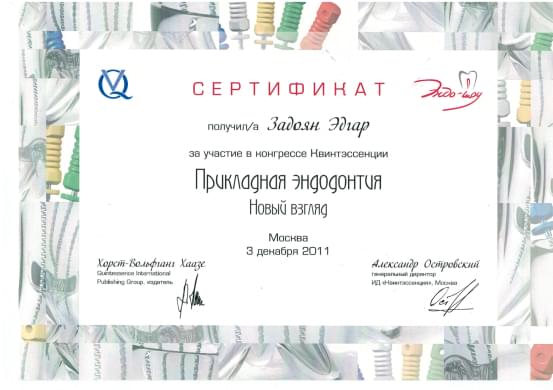 СЕРТИФИКАТ
Эндо-шоу
получил/а Задоян Эдгар
за участие в конгрессе Квинтэссенции
Прикладная эндодонтия
Новый взгляд
Москва
3 декабря 2011
Хорст-Вольфганг Хаазе
Quintessence International
Publishing Group, издатель
Александр Островский
генеральный директор
ИД «Квинтэссенция», Москва